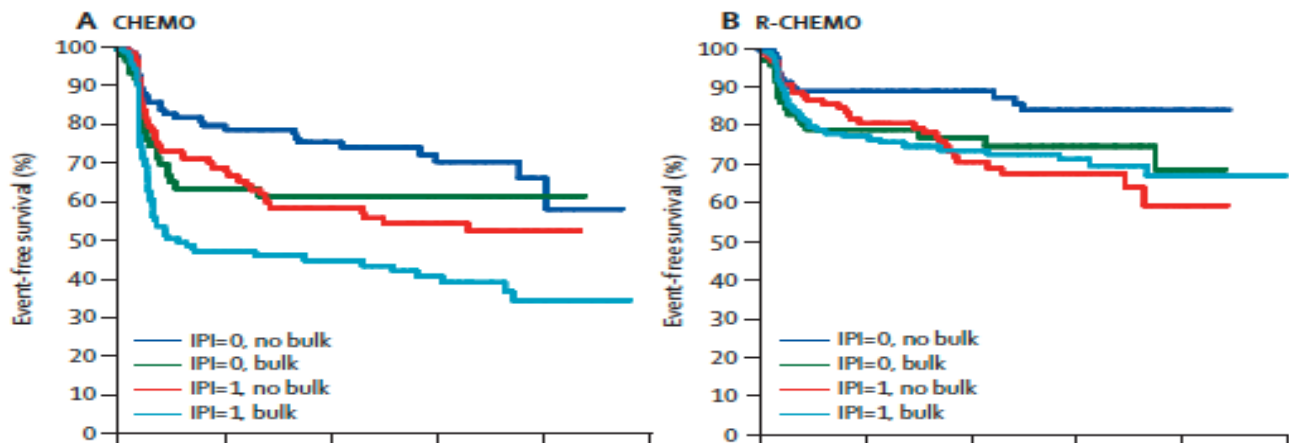 A CHEMO
Event-free survival (%)
100
90
80
70
60
50
40
30
20
10
0
IPI=0, no bulk
IPI=0, bulk
IPI=1, no bulk
IPI=1, bulk
B R-CHEMO
Event-free survival (%)
100
90
80
70
60
50
40
30
20
10
0
IPI=0, no bulk
IPI=0, bulk
IPI=1, no bulk
IPI=1, bulk